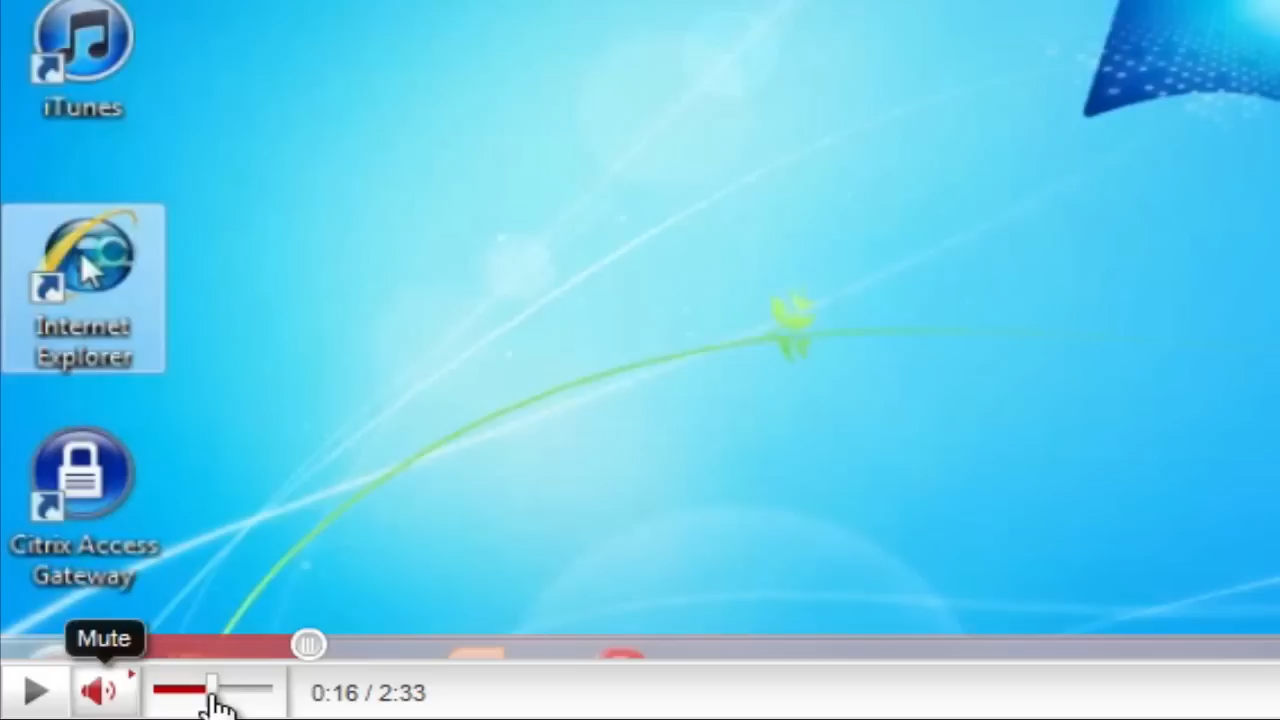 iTunes
Internet
Explorer
Citrix Access
Gateway
Mute
0:16 / 2:33